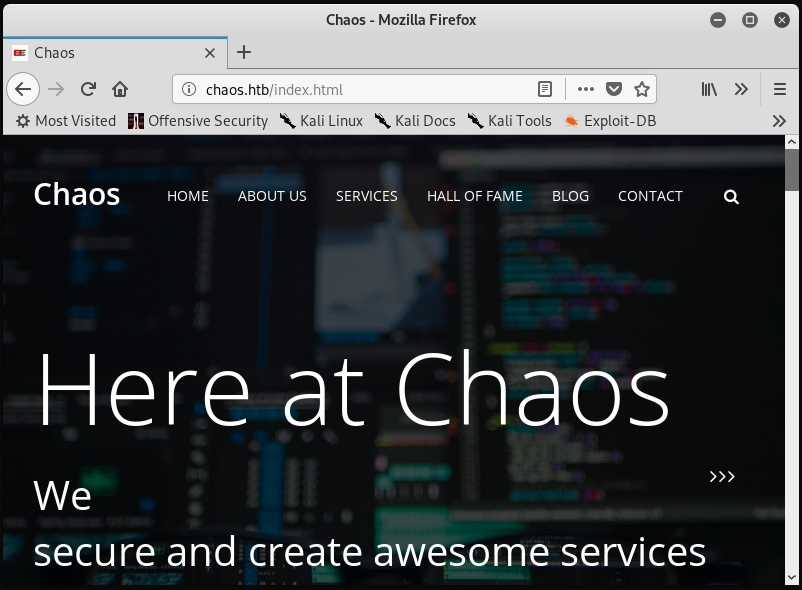 Chaos - Mozilla Firefox
Chaos
chaos.htb/index.html
Most Visited Offensive Security Kali Linux Kali Docs Kali Tools Exploit-DB
Chaos HOME ABOUT US SERVICES HALL OF FAME BLOG CONTACT
Here at Chaos
We
secure and create awesome services